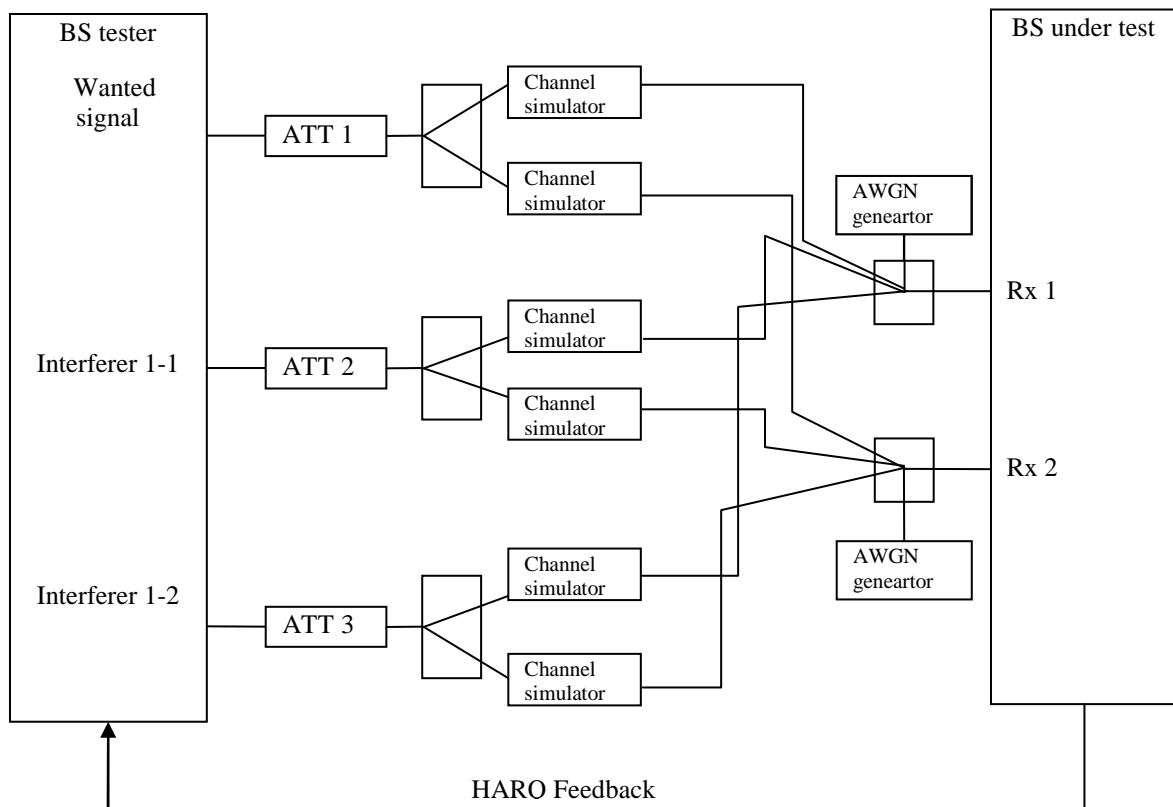 BS tester
BS under test
Wanted
signal
ATT 1
Channel
simulator
Channel
simulator
AWGN
geneartor
Rx 1
Interferer 1-1
ATT 2
Channel
simulator
Channel
simulator
Rx 2
AWGN
geneartor
Interferer 1-2
ATT 3
Channel
simulator
Channel
simulator
HARQ Feedback